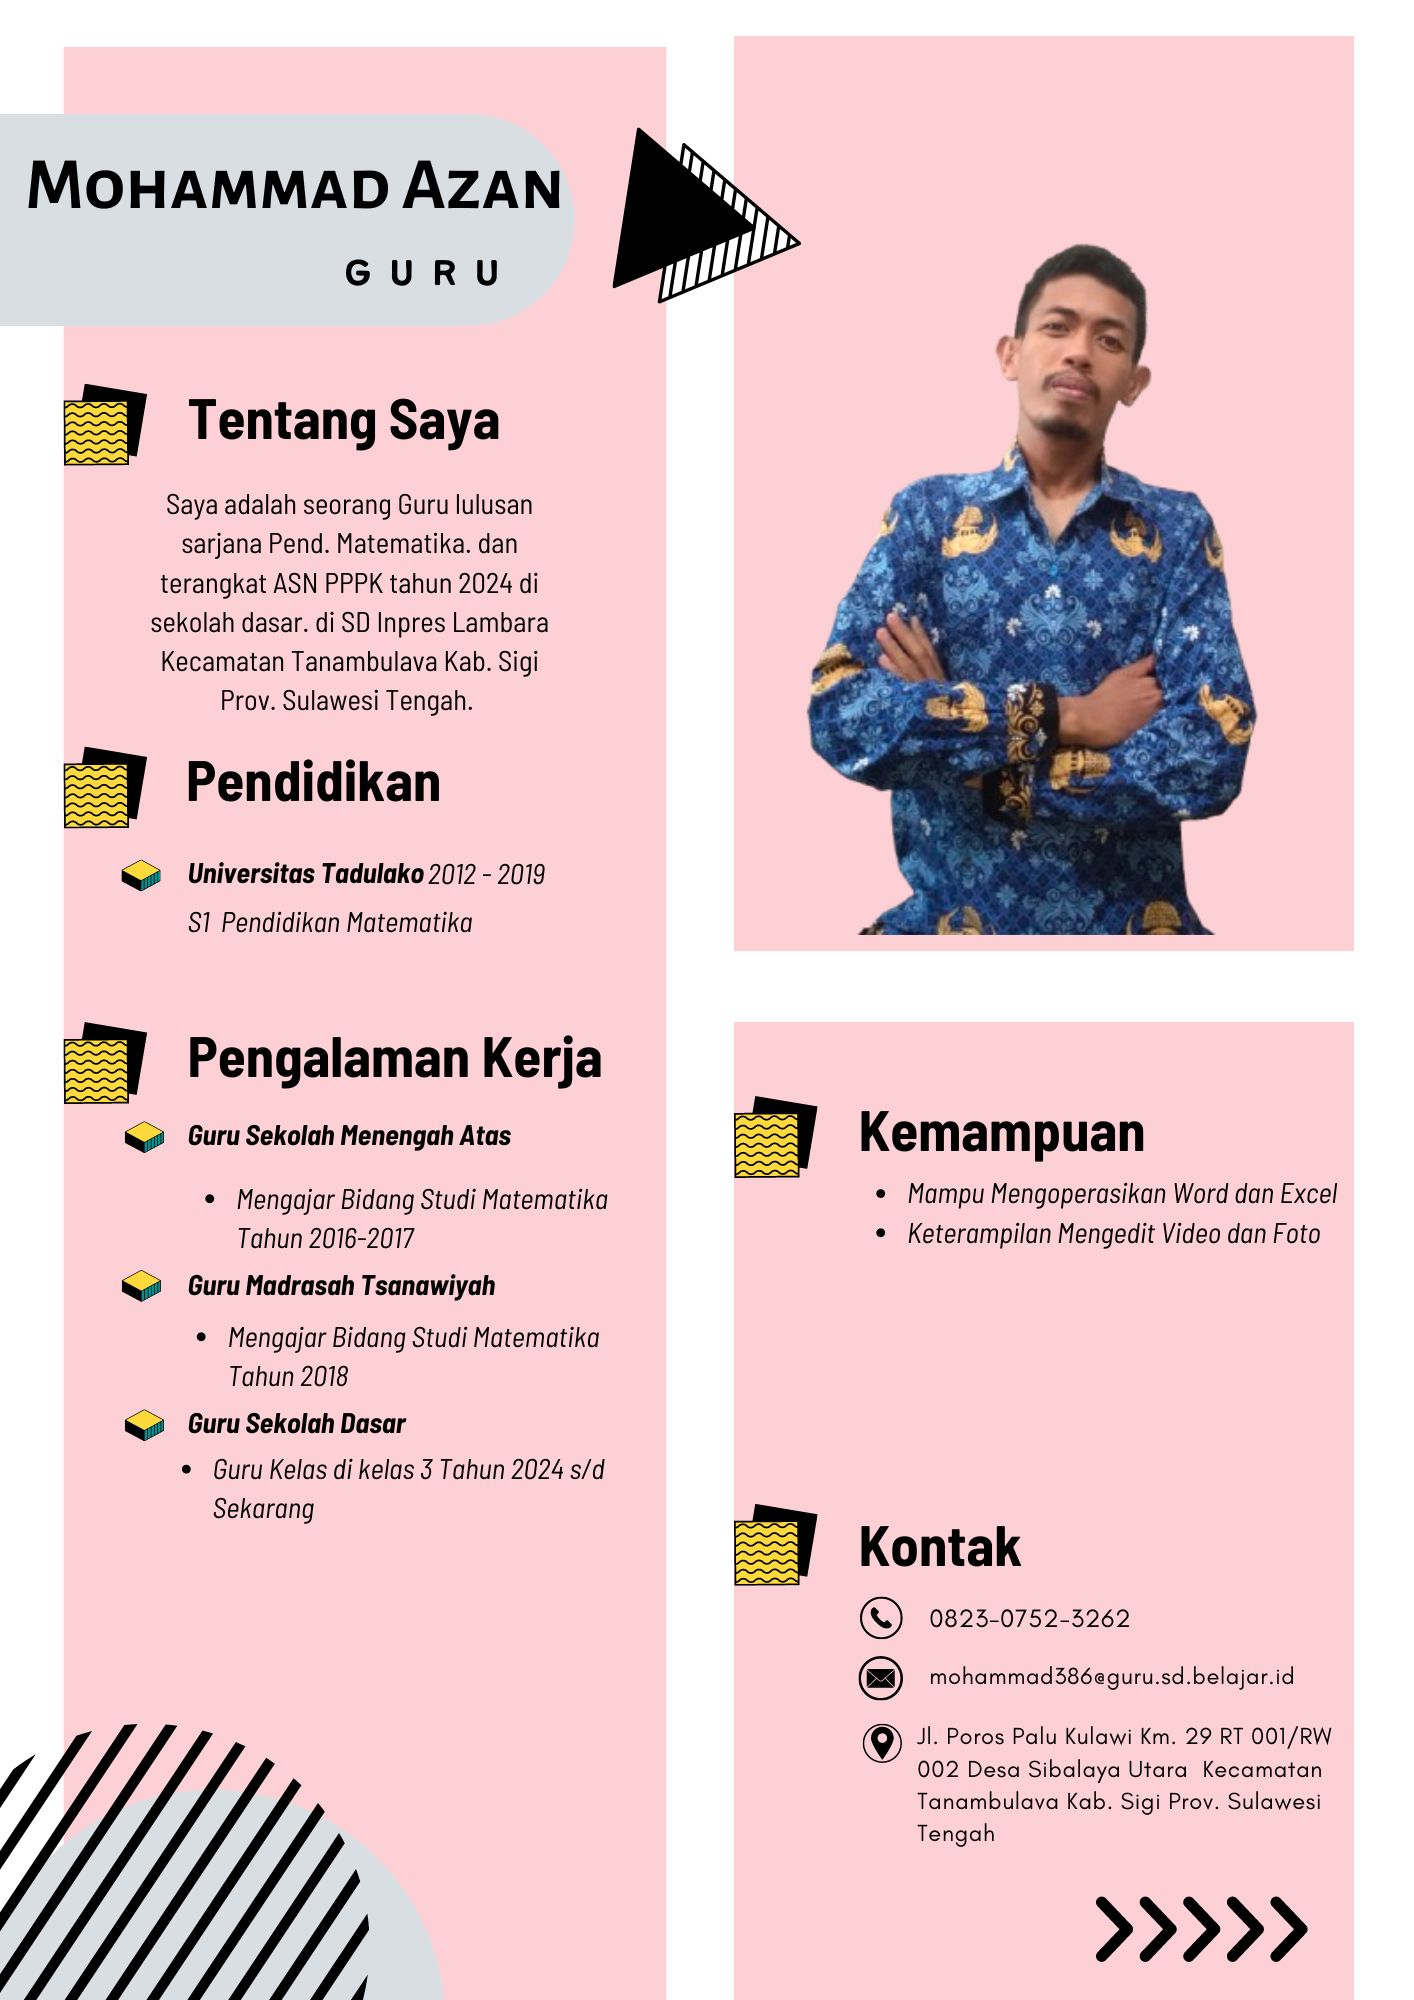 Mohammad Azan
GURU
Tentang Saya
Saya adalah seorang Guru lulusan
sarjana Pend. Matematika. dan
terangkat ASN PPPK tahun 2024 di
sekolah dasar. di SD Inpres Lambara
Kecamatan Tanambulava Kab. Sigi
Prov. Sulawesi Tengah.
Pendidikan
Universitas Tadulako 2012 - 2019
S1 Pendidikan Matematika
Pengalaman Kerja
Guru Sekolah Menengah Atas
• Mengajar Bidang Studi Matematika
Tahun 2016-2017
Guru Madrasah Tsanawiyah
• Mengajar Bidang Studi Matematika
Tahun 2018
Guru Sekolah Dasar
• Guru Kelas di kelas 3 Tahun 2024 s/d
Sekarang
Kemampuan
• Mampu Mengoperasikan Word dan Excel
• Keterampilan Mengedit Video dan Foto
Kontak
0823-0752-3262
mohammad386@guru.sd.belajar.id
Jl. Poros Palu Kulawi Km. 29 RT 001/RW
002 Desa Sibalaya Utara Kecamatan
Tanambulava Kab. Sigi Prov. Sulawesi
Tengah